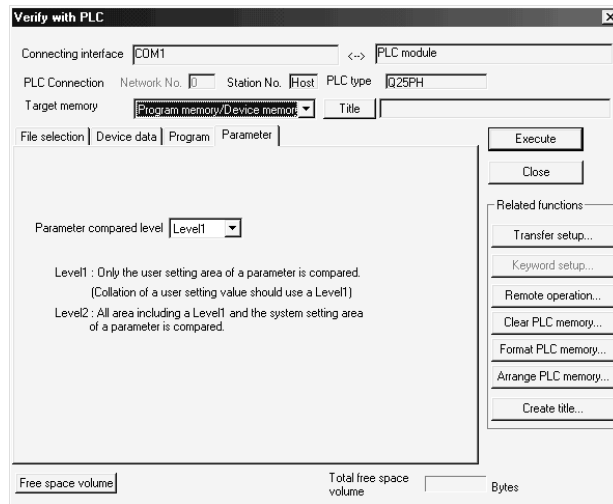 Verify with PLC
Connecting interface COM1 <--> PLC module
PLC Connection Network No. 0 Station No. Host PLC type Q25PH
Target memory Program memory/Device memor Title
File selection Device data Program Parameter
Execute
Close
Parameter compared level Level1
Level1 : Only the user setting area of a parameter is compared.
(Collation of a user setting value should use a Level1)
Level2 : All area including a Level1 and the system setting area
of a parameter is compared.
Related functions
Transfer setup...
Keyword setup...
Remote operation...
Clear PLC memory...
Format PLC memory...
Arrange PLC memory...
Create title...
Free space volume
Total free space
volume Bytes